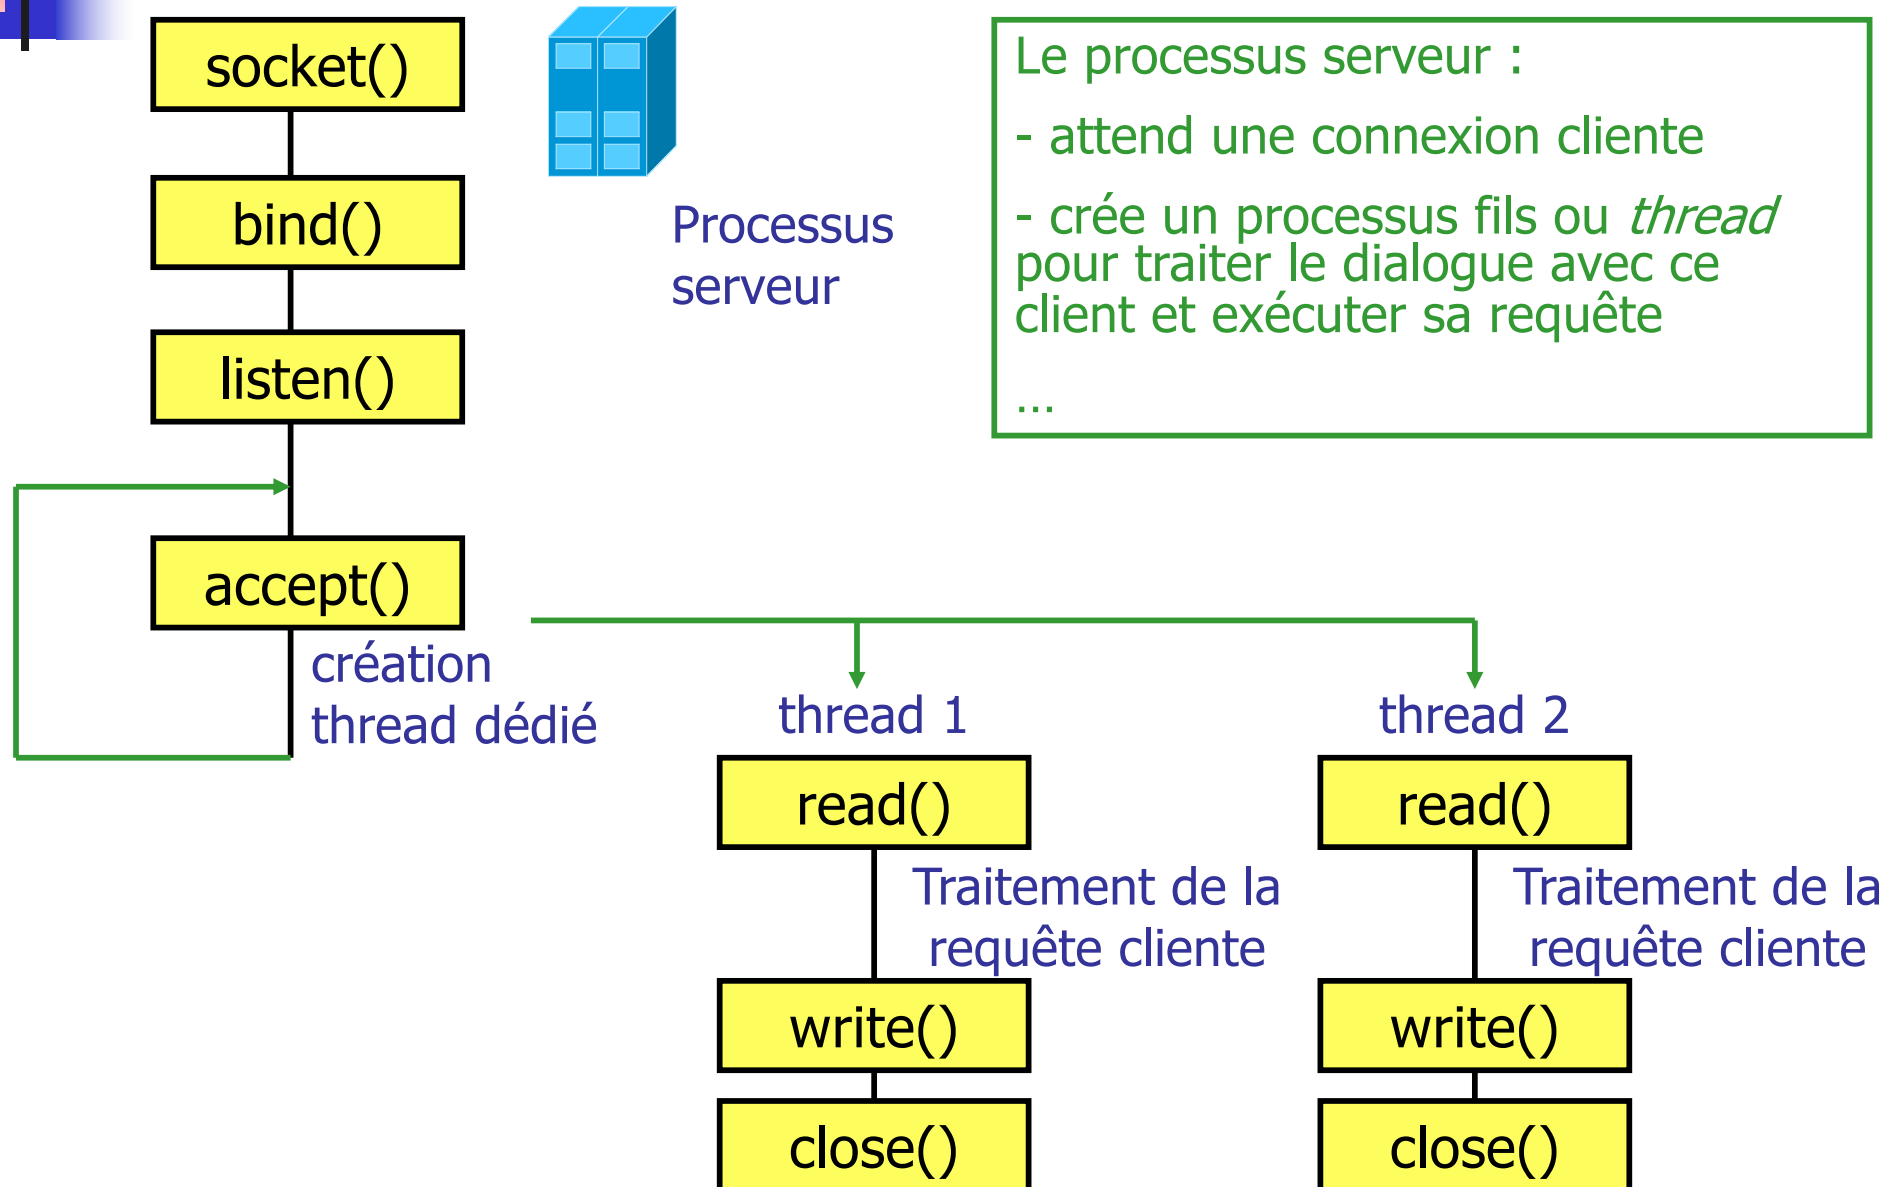 socket()
bind()
listen()
accept()
création
thread dédié
Processus
serveur
Le processus serveur :
- attend une connexion cliente
- crée un processus fils ou thread
pour traiter le dialogue avec ce
client et exécuter sa requête
...
thread 1
read()
Traitement de la
requête cliente
write()
close()
thread 2
read()
Traitement de la
requête cliente
write()
close()